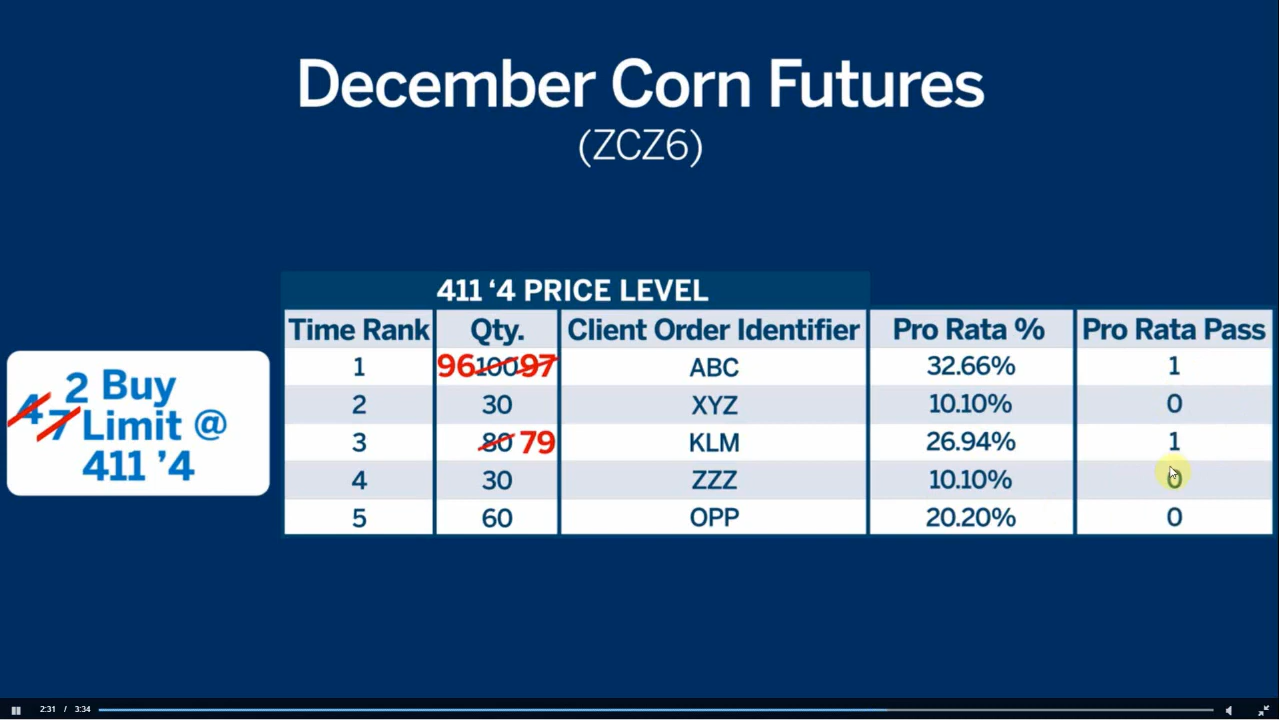 December Corn Futures
(ZCZ6)
411 ‘4 PRICE LEVEL
Time Rank Qty. Client Order Identifier Pro Rata % Pro Rata Pass
1 96 100 97 ABC 32.66% 1
2 30 XYZ 10.10% 0
3 80 79 KLM 26.94% 1
4 30 ZZZ 10.10% 0
5 60 OPP 20.20% 0
2 Buy
4 7 Limit @
411 ’4
2:31 / 3:34